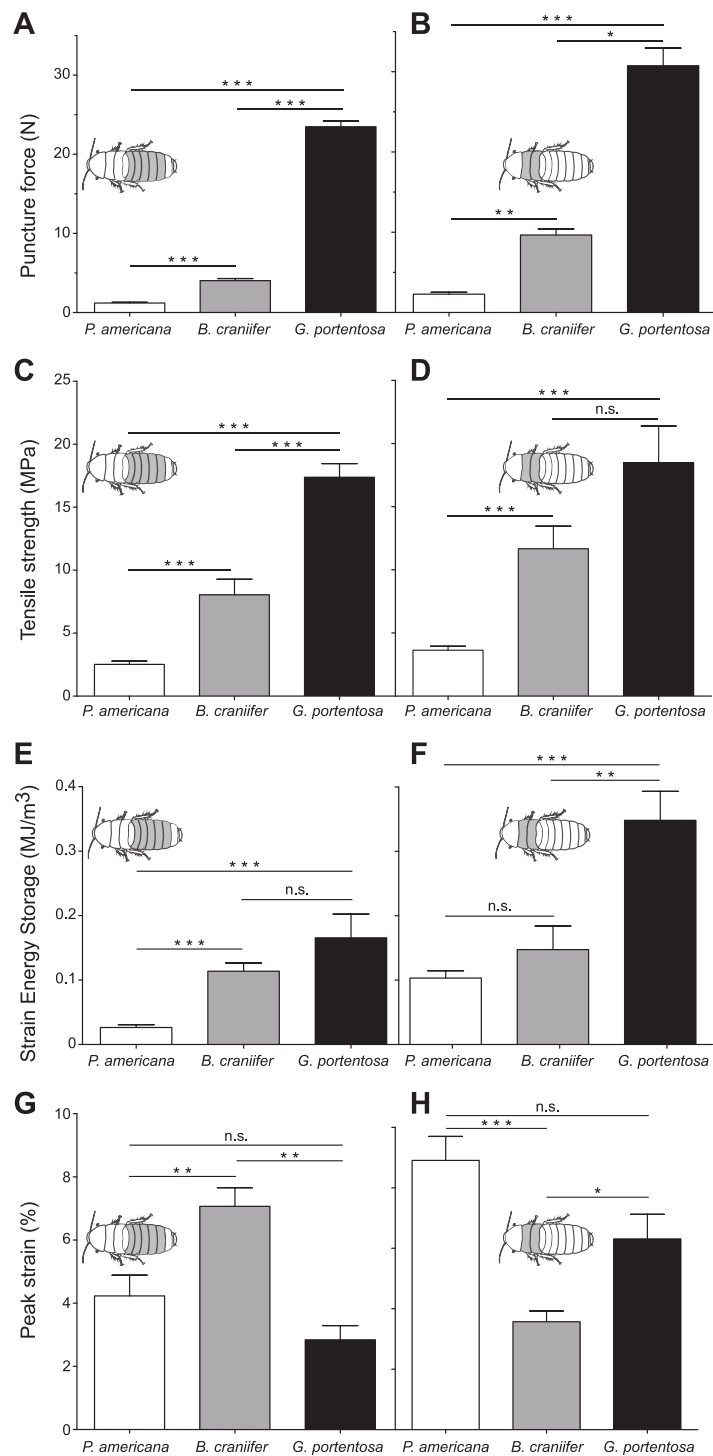 A
B
Puncture force (N)
30
20
10
0
* * *
* * *
* * *
* * *
*
* *
P. americana B. craniifer G. portentosa P. americana B. craniifer G. portentosa
C
D
Tensile strength (MPa)
25
20
15
10
5
0
* * *
* * *
* * *
* * *
n.s.
* * *
P. americana B. craniifer G. portentosa P. americana B. craniifer G. portentosa
E
F
Strain Energy Storage (MJ/m3)
0.4
0.3
0.2
0.1
0
* * *
n.s.
* * *
* * *
* *
n.s.
P. americana B. craniifer G. portentosa P. americana B. craniifer G. portentosa
G
H
Peak strain (%)
10
8
6
4
2
0
n.s.
* *
* *
n.s.
* * *
*
P. americana B. craniifer G. portentosa P. americana B. craniifer G. portentosa